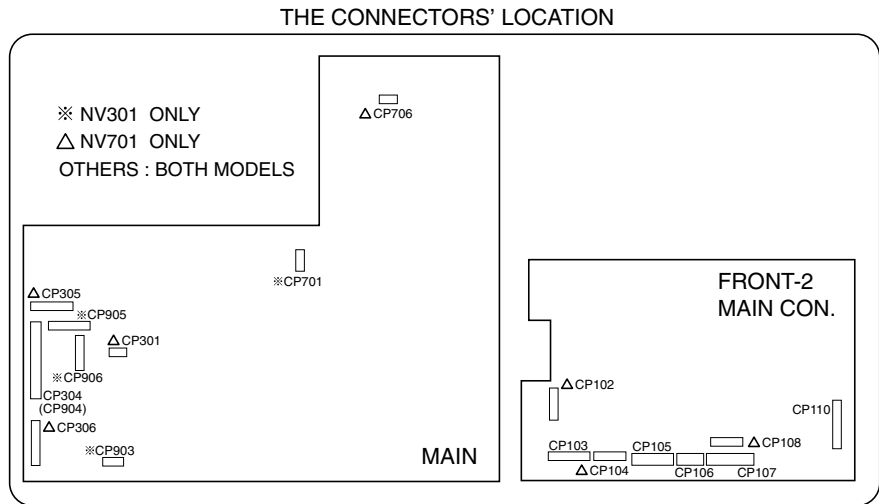 THE CONNECTORS’ LOCATION
※ NV301 ONLY
△ NV701 ONLY
OTHERS : BOTH MODELS
△CP706
※CP701
△CP305
※CP905
△CP301
※CP906
CP304
(CP904)
△CP306
※CP903
MAIN
FRONT-2
MAIN CON.
△CP102
CP110
CP103
CP105
△CP108
△CP104
CP106
CP107